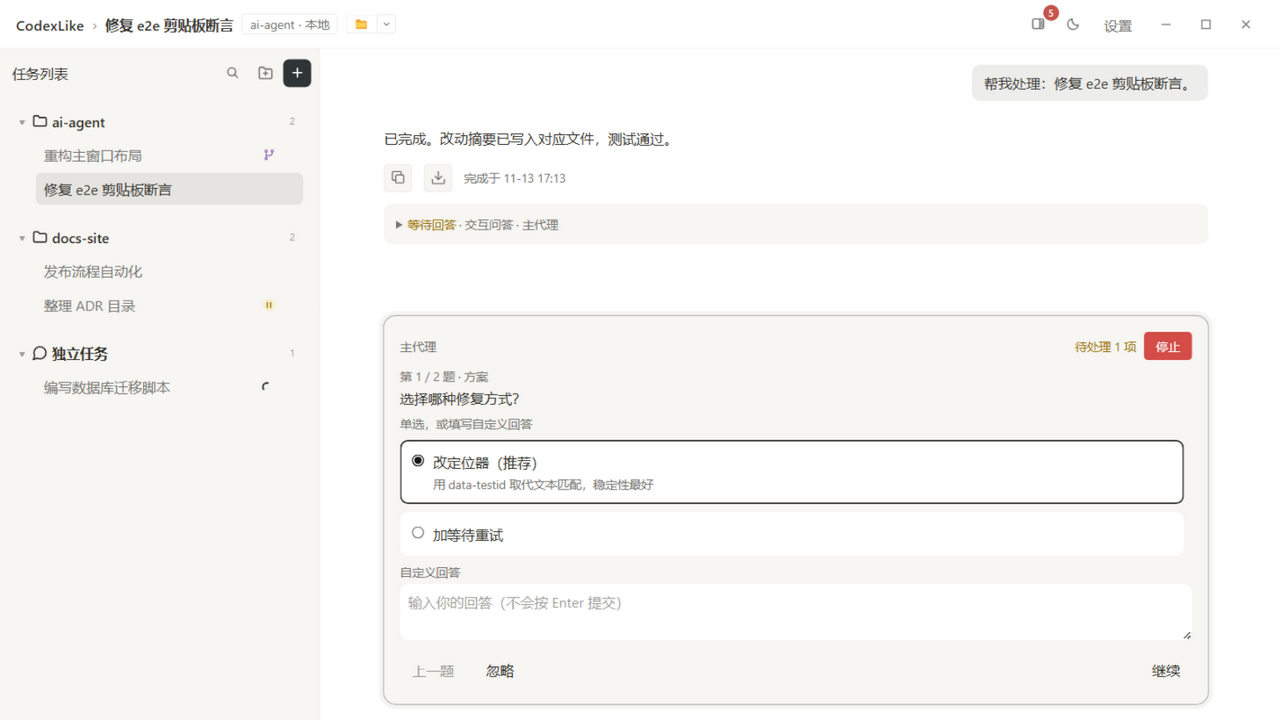 CodexLike › 修复 e2e 剪贴板断言 ai-agent · 本地
5
设置
任务列表
ai-agent 2
重构主窗口布局
修复 e2e 剪贴板断言
docs-site 2
发布流程自动化
整理 ADR 目录
独立任务 1
编写数据库迁移脚本
帮我处理：修复 e2e 剪贴板断言。
已完成。改动摘要已写入对应文件，测试通过。
完成于 11-13 17:13
等待回答 · 交互问答 · 主代理
主代理
待处理 1 项 停止
第 1 / 2 题 · 方案
选择哪种修复方式？
单选，或填写自定义回答
改定位器（推荐）
用 data-testid 取代文本匹配，稳定性最好
加等待重试
自定义回答
输入你的回答（不会按 Enter 提交）
上一题 忽略 继续